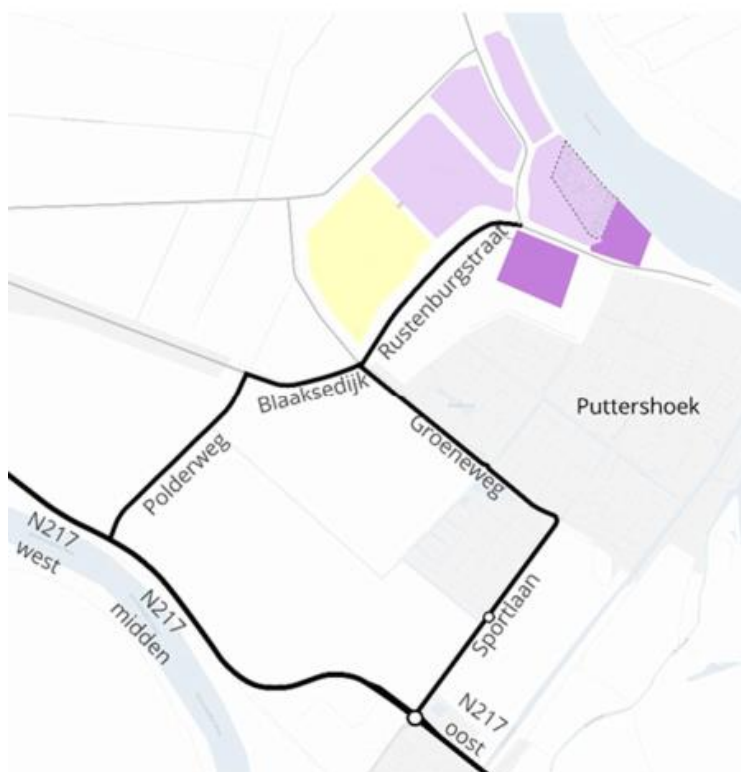 Rustenburgstraat
Blaaksedijk
Puttershoek
Groeneweg
Polderweg
N217
west
N217
midden
Sportlaan
N217
oost